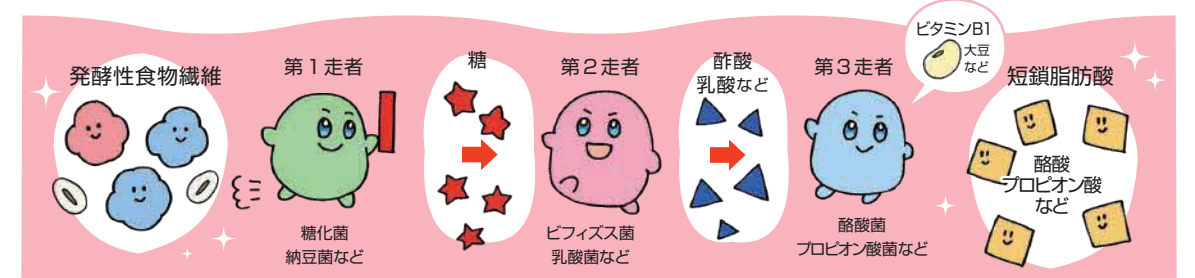 発酵性食物繊維
第1走者
糖化菌
納豆菌など
糖
第2走者
ビフィズス菌
乳酸菌など
酢酸
乳酸など
第3走者
酪酸菌
プロピオン酸菌など
ビタミンB1
大豆
など
短鎖脂肪酸
酪酸
プロピオン酸
など